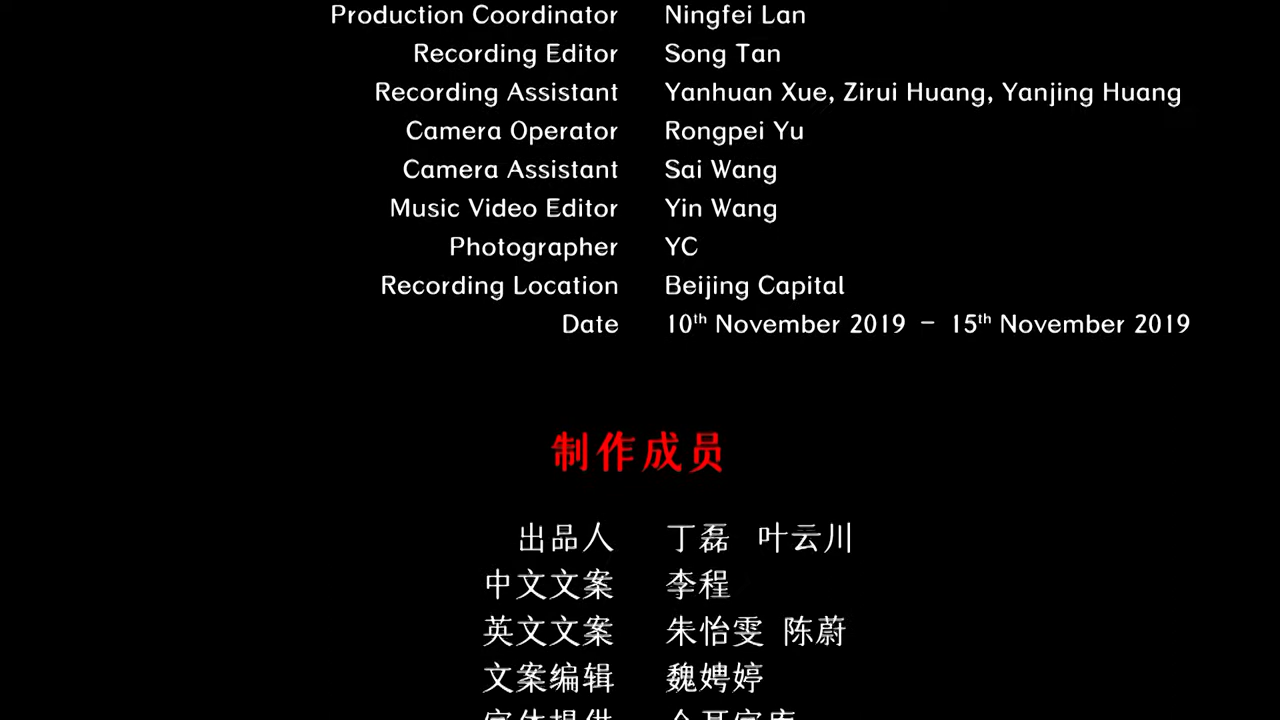 Production Coordinator Ningfei Lan
Recording Editor Song Tan
Recording Assistant Yanhuan Xue, Zirui Huang, Yanjing Huang
Camera Operator Rongpei Yu
Camera Assistant Sai Wang
Music Video Editor Yin Wang
Photographer YC
Recording Location Beijing Capital
Date 10th November 2019 – 15th November 2019
制作成员
出品人 丁磊 叶云川
中文文案 李程
英文文案 朱怡雯 陈蔚
文案编辑 魏娉婷